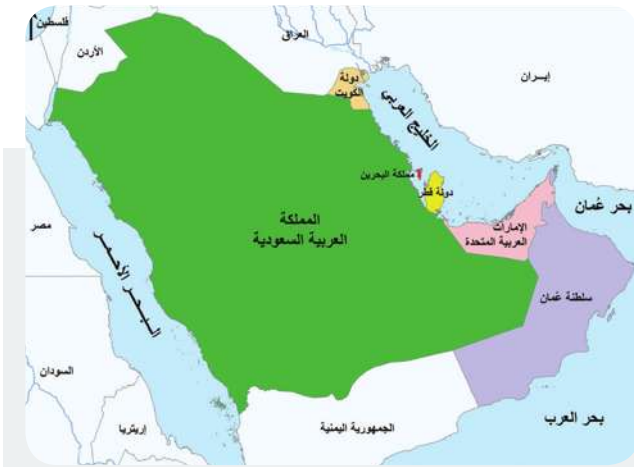 فلسطين
الأردن
العراق
إيـــران
دولة
الكويت
الخليج العربي
مملكة البحرين
دولة قطر
بحر عُمان
الإمارات
العربية المتحدة
المملكة
العربية السعودية
مصر
البحر الأحمر
سلطنة عُمان
السودان
إريتريا
الجمهورية اليمنية
بحر العرب